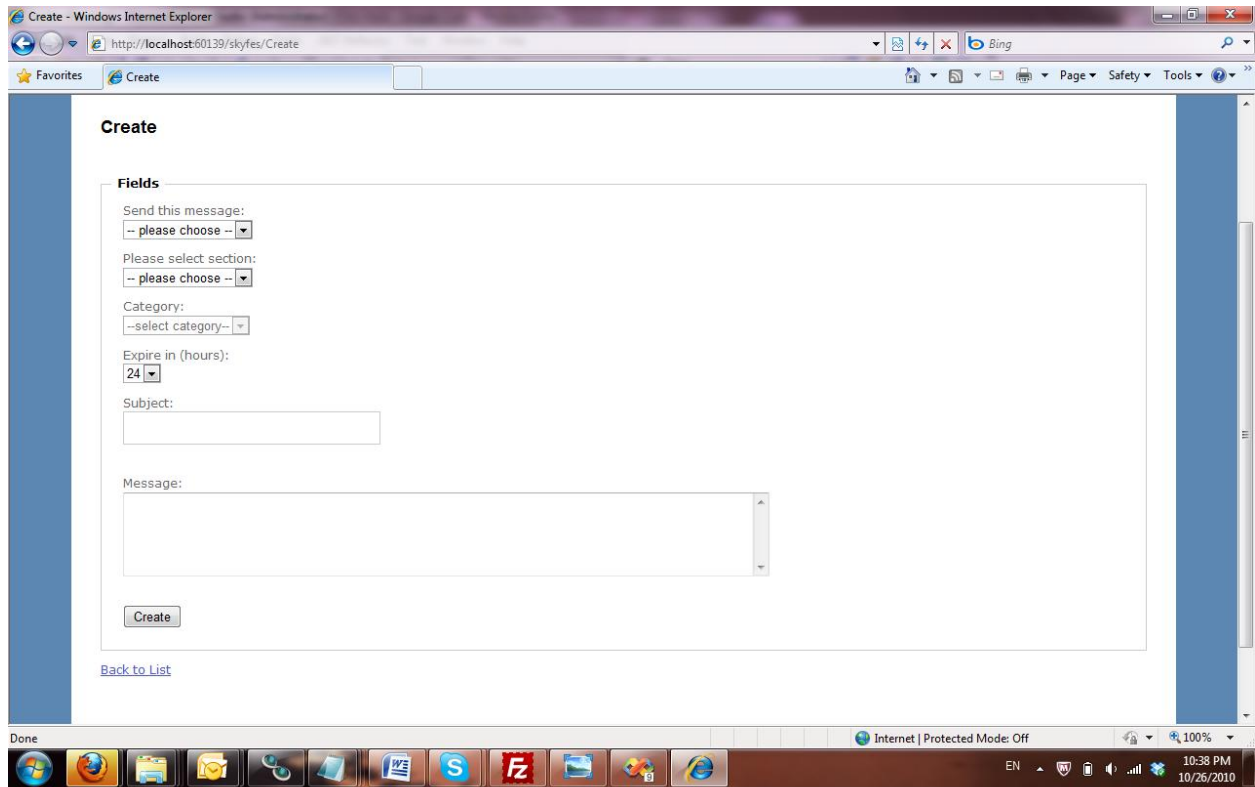 Create - Windows Internet Explorer
http://localhost:60139/skyfes/Create
Bing
Favorites
Create
Page
Safety
Tools
Create
Fields
Send this message:
-- please choose --
Please select section:
-- please choose --
Category:
--select category--
Expire in (hours):
24
Subject:
Message:
Create
Back to List
Done
Internet | Protected Mode: Off
100%
EN
10:38 PM
10/26/2010